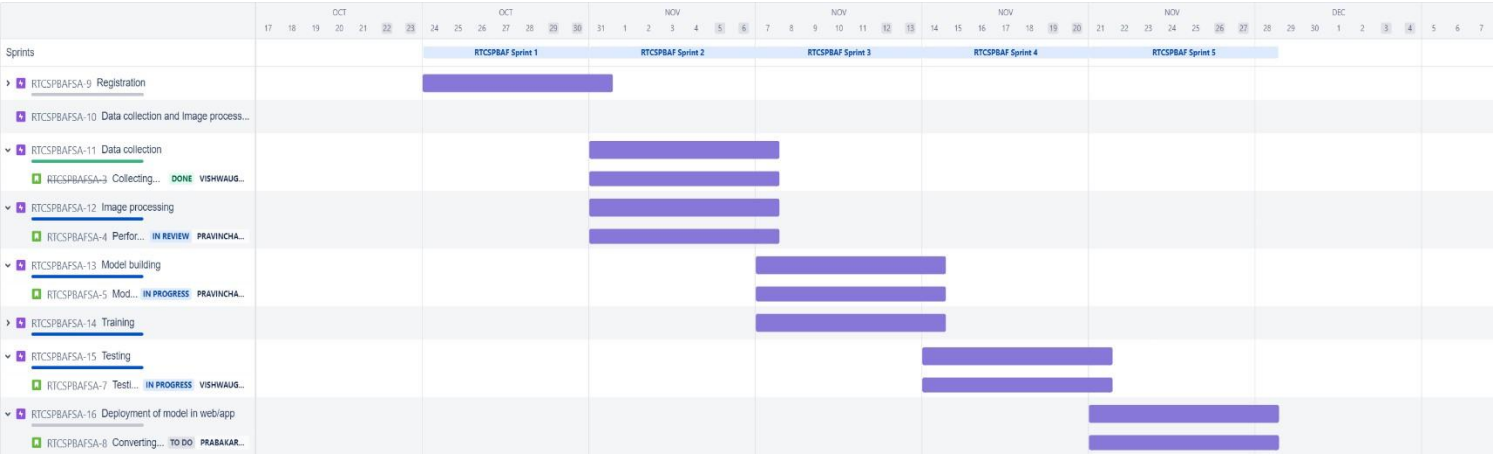 OCT OCT NOV NOV NOV NOV DEC
17 18 19 20 21 22 23 24 25 26 27 28 29 30 31 1 2 3 4 5 6 7 8 9 10 11 12 13 14 15 16 17 18 19 20 21 22 23 24 25 26 27 28 29 30 1 2 3 4 5 6 7
Sprints RTCSPBAF Sprint 1 RTCSPBAF Sprint 2 RTCSPBAF Sprint 3 RTCSPBAF Sprint 4 RTCSPBAF Sprint 5
RTCSPBAFSA-9 Registration
RTCSPBAFSA-10 Data collection and Image process...
RTCSPBAFSA-11 Data collection
RTCSPBAFSA-3 Collecting... DONE VISHWAUG...
RTCSPBAFSA-12 Image processing
RTCSPBAFSA-4 Perfor... IN REVIEW PRAVINCHA...
RTCSPBAFSA-13 Model building
RTCSPBAFSA-5 Mod... IN PROGRESS PRAVINCHA...
RTCSPBAFSA-14 Training
RTCSPBAFSA-15 Testing
RTCSPBAFSA-7 Testi... IN PROGRESS VISHWAUG...
RTCSPBAFSA-16 Deployment of model in web/app
RTCSPBAFSA-8 Converting... TO DO PRABAKAR...